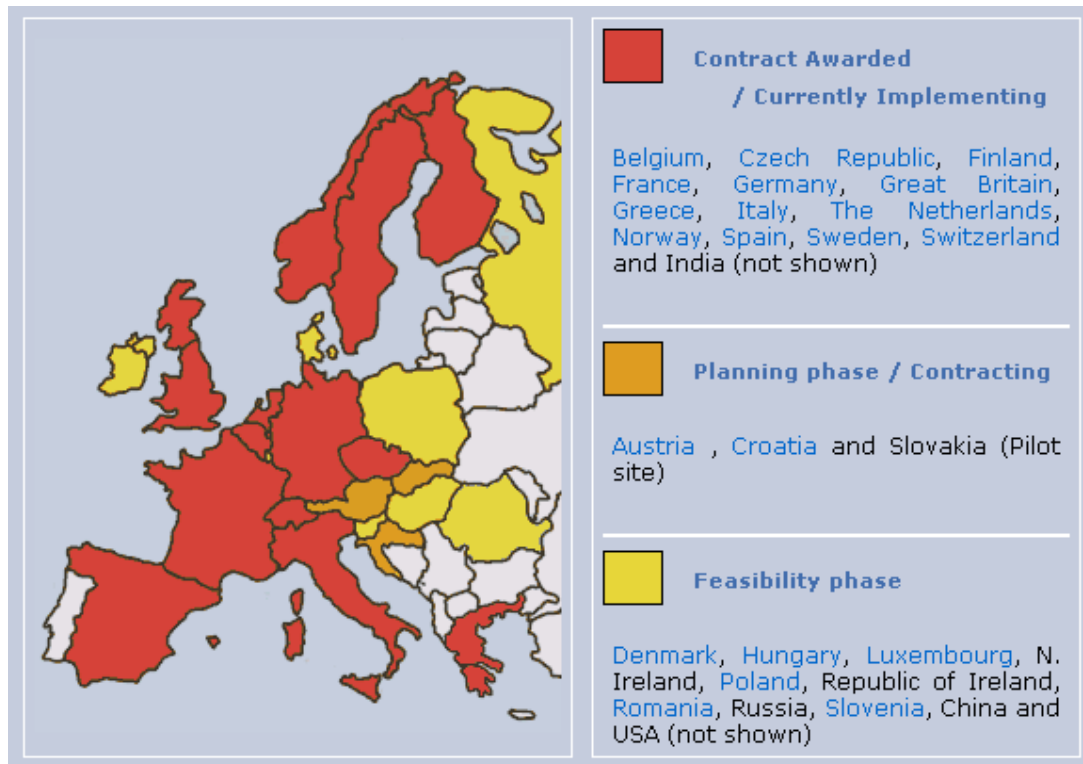 Contract Awarded
/ Currently Implementing
Belgium, Czech Republic, Finland,
France, Germany, Great Britain,
Greece, Italy, The Netherlands,
Norway, Spain, Sweden, Switzerland
and India (not shown)
Planning phase / Contracting
Austria , Croatia and Slovakia (Pilot
site)
Feasibility phase
Denmark, Hungary, Luxembourg, N.
Ireland, Poland, Republic of Ireland,
Romania, Russia, Slovenia, China and
USA (not shown)